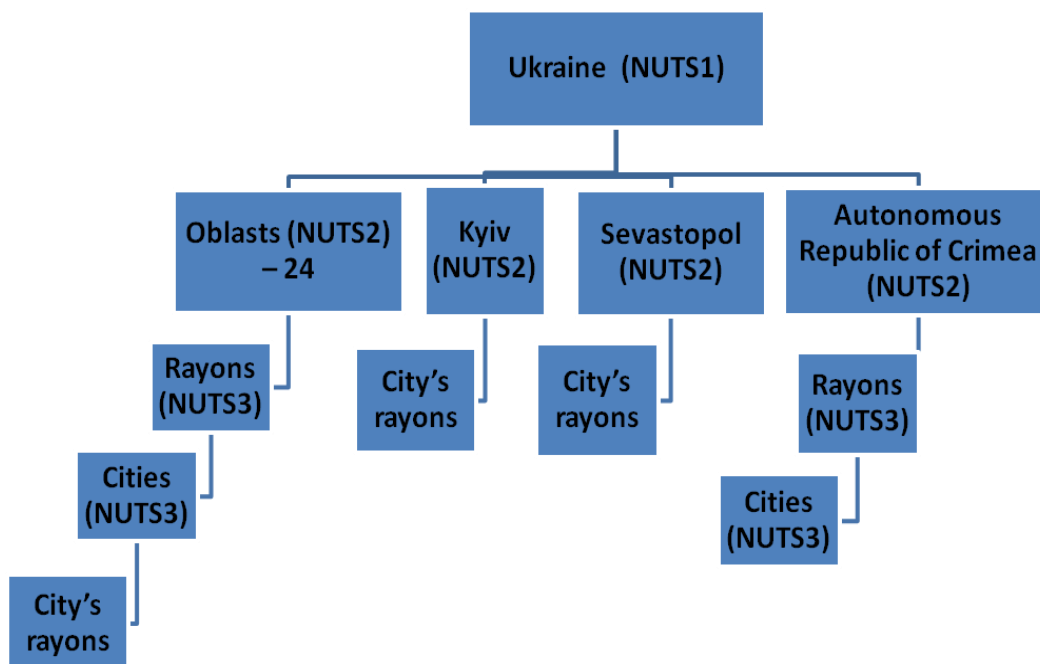 Ukraine (NUTS1)
Oblasts (NUTS2)
– 24
Kyiv
(NUTS2)
Sevastopol
(NUTS2)
Autonomous
Republic of Crimea
(NUTS2)
Rayons
(NUTS3)
City's
rayons
City's
rayons
Rayons
(NUTS3)
Cities
(NUTS3)
Cities
(NUTS3)
City's
rayons